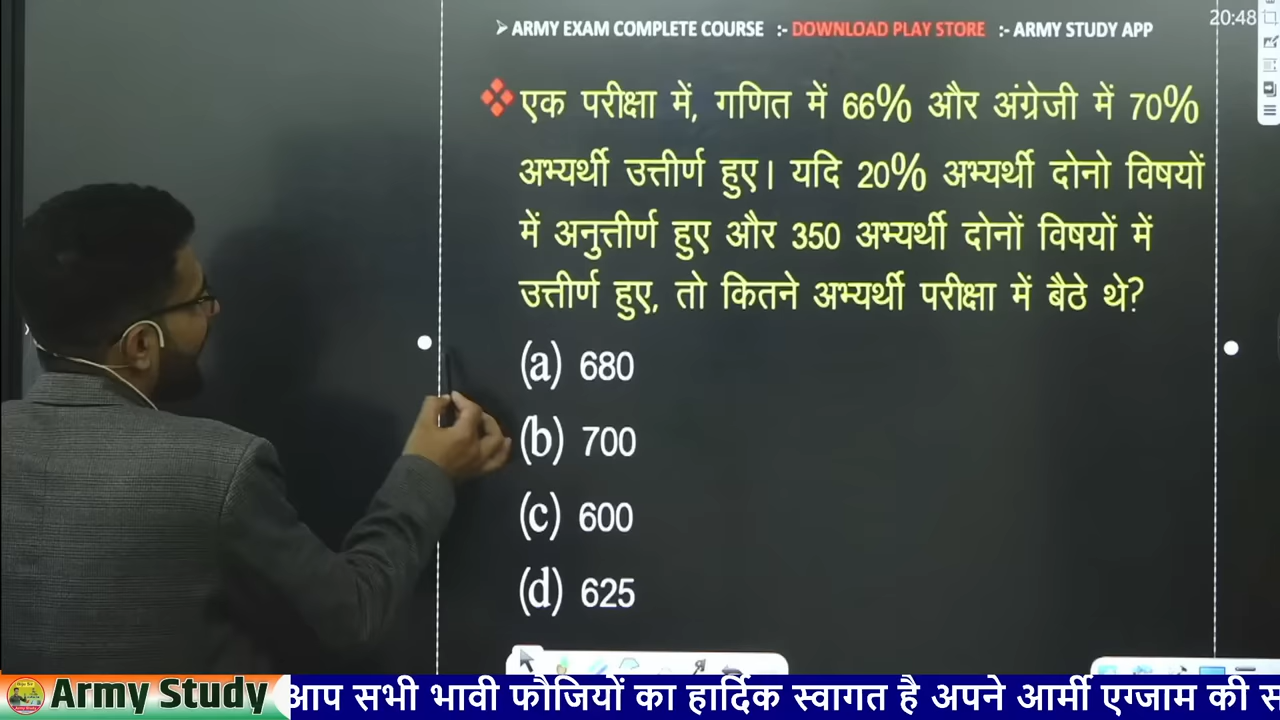 20:48
➢ ARMY EXAM COMPLETE COURSE :- DOWNLOAD PLAY STORE :- ARMY STUDY APP
❖ एक परीक्षा में, गणित में 66% और अंग्रेजी में 70%
अभ्यर्थी उत्तीर्ण हुए। यदि 20% अभ्यर्थी दोनो विषयों
में अनुत्तीर्ण हुए और 350 अभ्यर्थी दोनों विषयों में
उत्तीर्ण हुए, तो कितने अभ्यर्थी परीक्षा में बैठे थे?
(a) 680
(b) 700
(c) 600
(d) 625
Army Study आप सभी भावी फौजियों का हार्दिक स्वागत है अपने आर्मी एग्जाम की